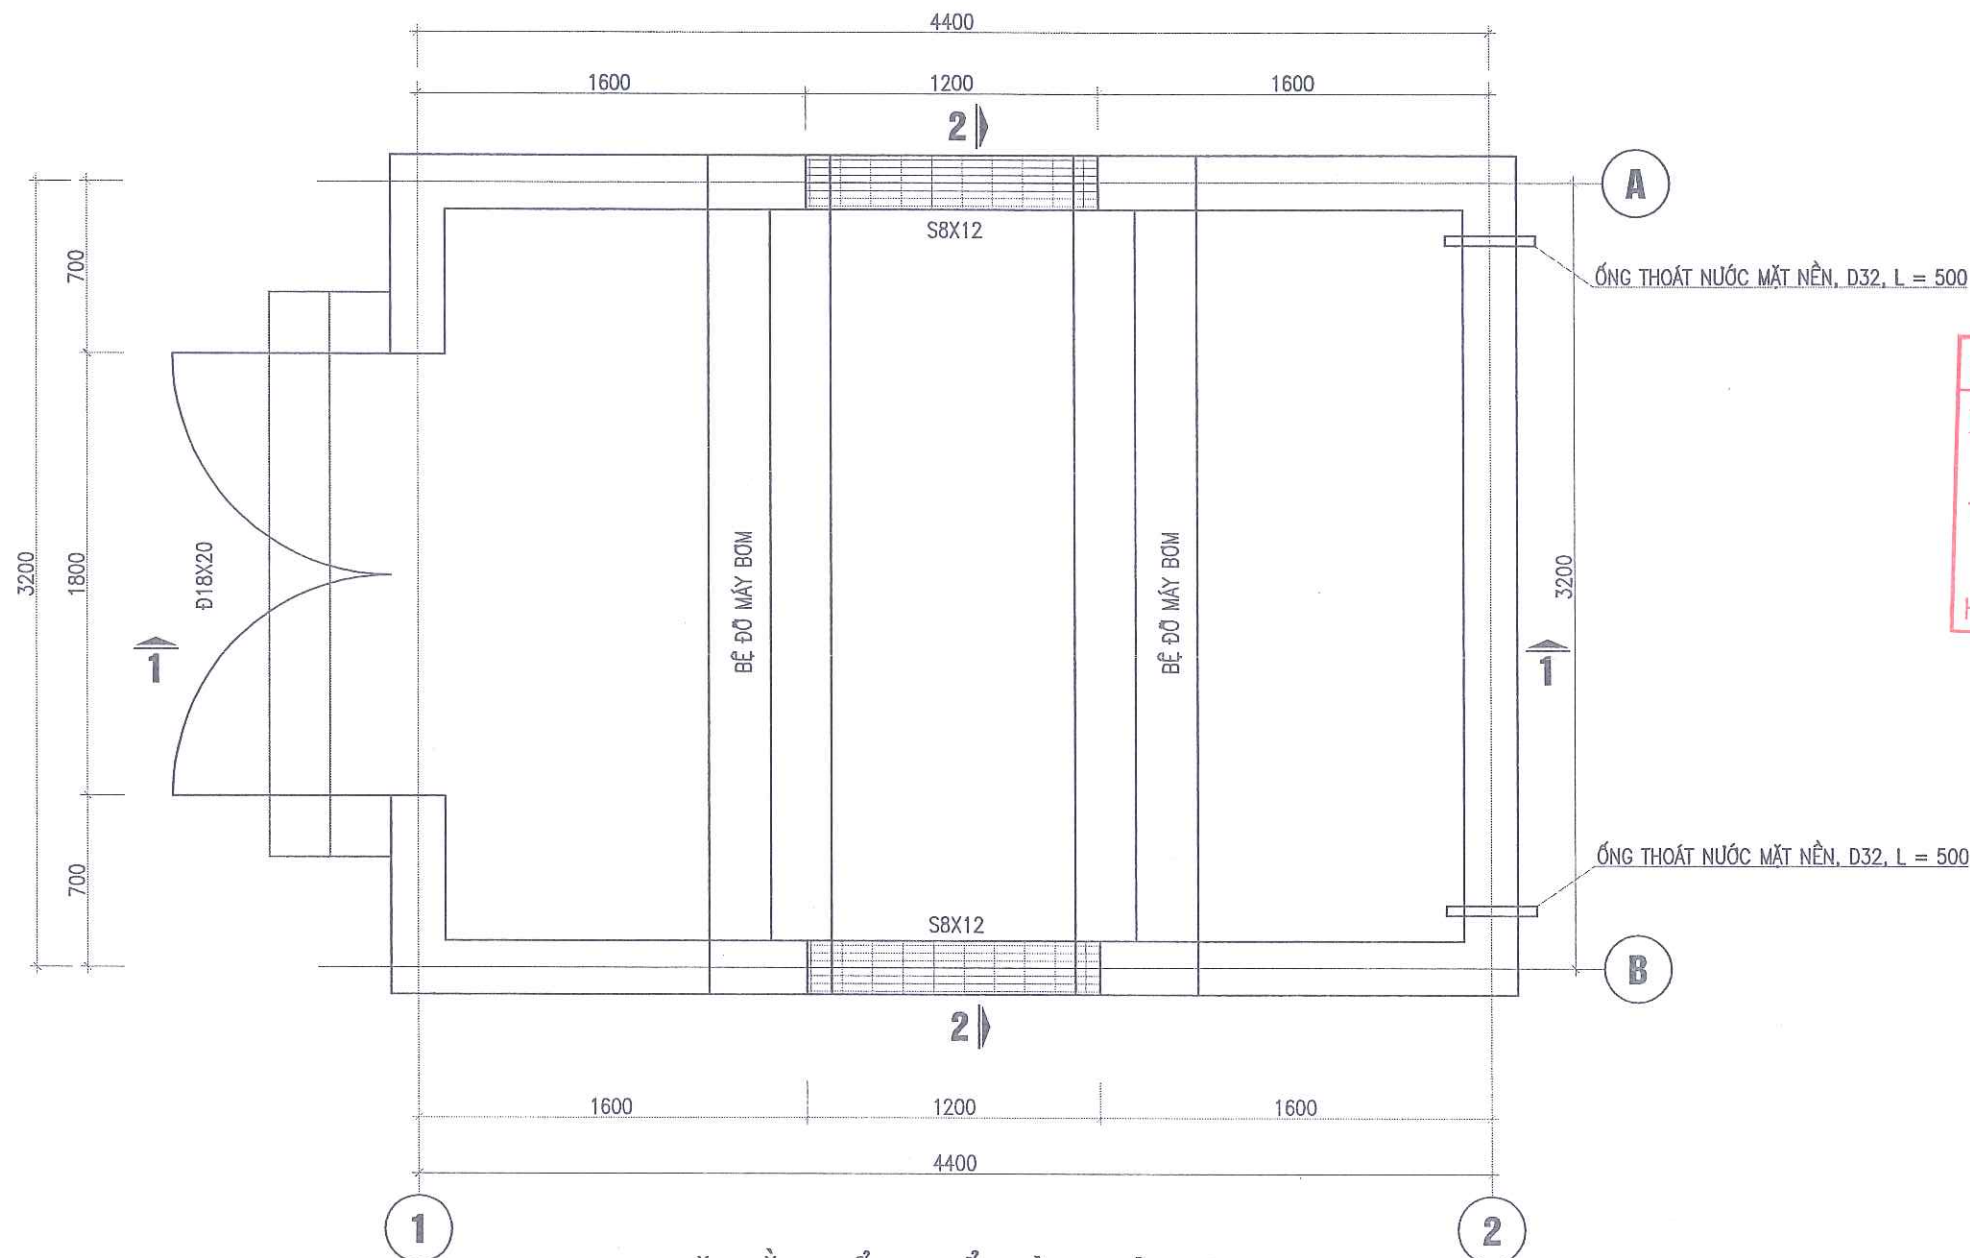 4400
1600 1200 1600
2
A
S8X12
700
ỐNG THOÁT NƯỚC MẶT NỀN, D32, L = 500
3200
1800
Đ18X20
BỆ ĐỠ MÁY BƠM
BỆ ĐỠ MÁY BƠM
3200
1
1
ỐNG THOÁT NƯỚC MẶT NỀN, D32, L = 500
700
S8X12
B
2
1600 1200 1600
4400
1
2